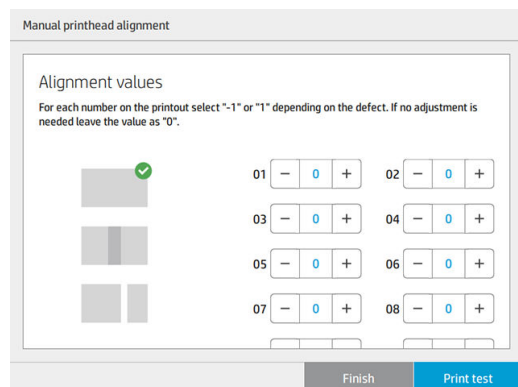 Manual printhead alignment
Alignment values
For each number on the printout select "-1" or "1" depending on the defect. If no adjustment is
needed leave the value as "0".
01 − 0 + 02 − 0 +
03 − 0 + 04 − 0 +
05 − 0 + 06 − 0 +
07 − 0 + 08 − 0 +
Finish Print test